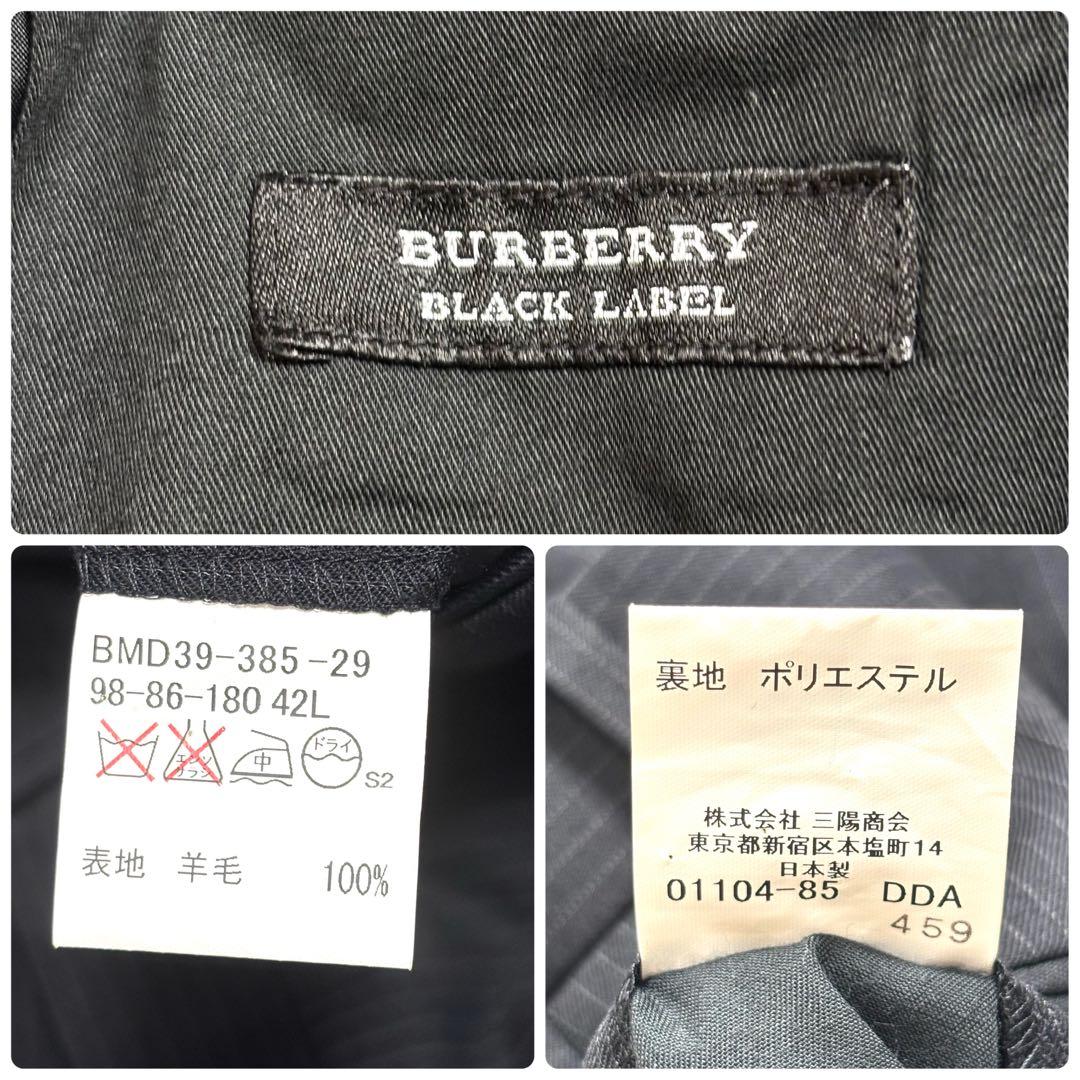 BURBERRY
BLACK LABEL
BMD39-385-29
98-86-180 42L
エンソ
サラシ
中
ドライ
S2
表地 羊毛 100%
裏地 ポリエステル
株式会社 三陽商会
東京都新宿区本塩町14
日本製
01104-85 DDA
459